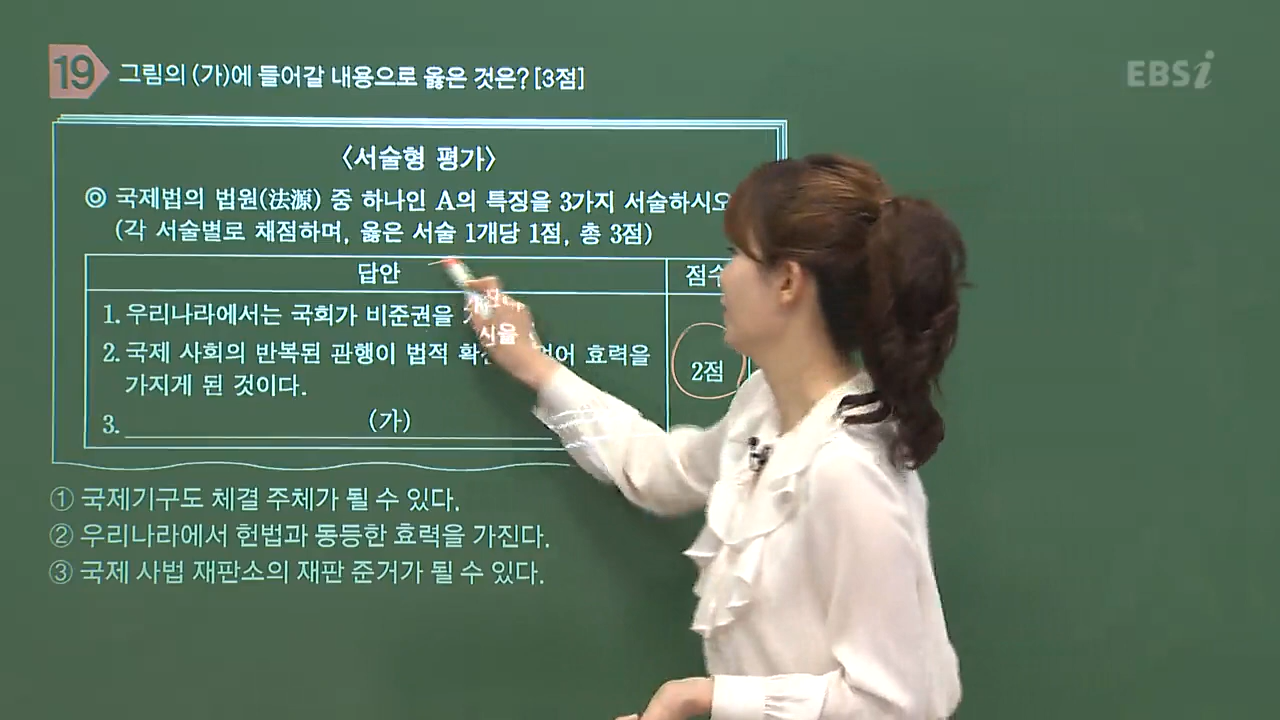 19 그림의 (가)에 들어갈 내용으로 옳은 것은? [3점]
EBSi
<서술형 평가>
◎ 국제법의 법원(法源) 중 하나인 A의 특징을 3가지 서술하시오
(각 서술별로 채점하며, 옳은 서술 1개당 1점, 총 3점)
답안 점수
1. 우리나라에서는 국회가 비준권을
2. 국제 사회의 반복된 관행이 법적 효력을
가지게 된 것이다.
2점
3. (가)
① 국제기구도 체결 주체가 될 수 있다.
② 우리나라에서 헌법과 동등한 효력을 가진다.
③ 국제 사법 재판소의 재판 준거가 될 수 있다.